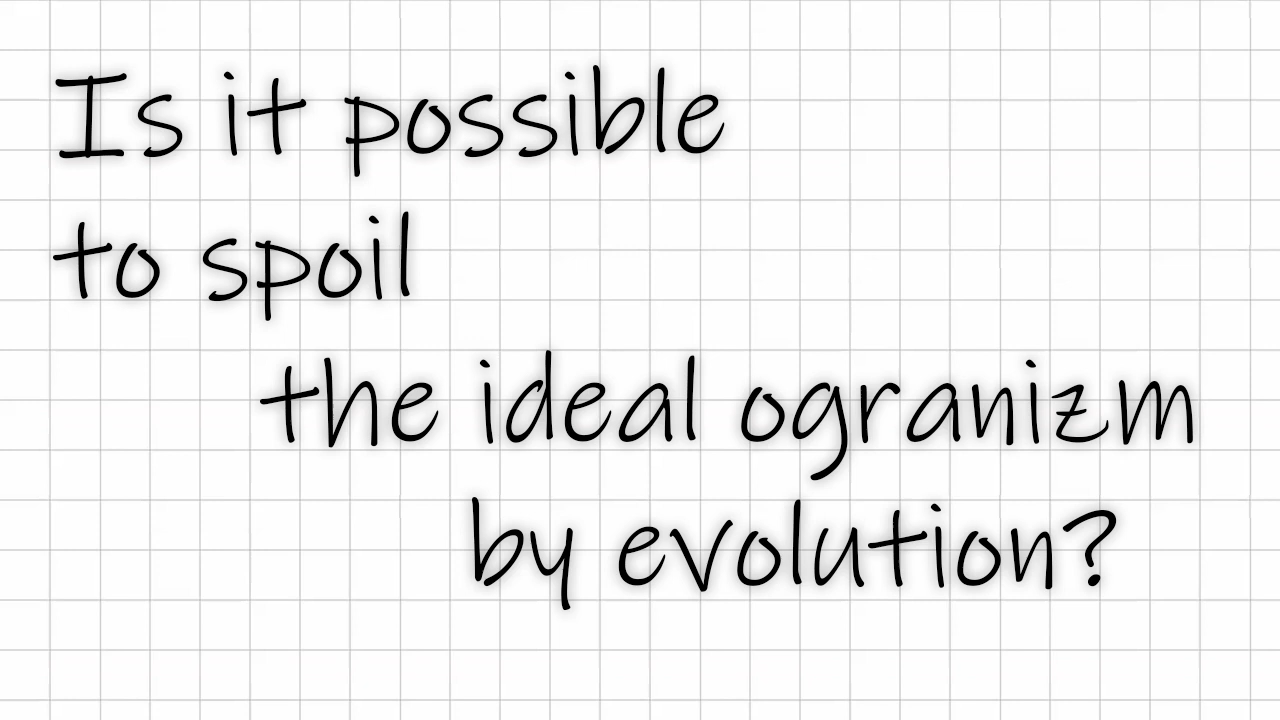 Is it possible
to spoil
the ideal ogranizm
by evolution?